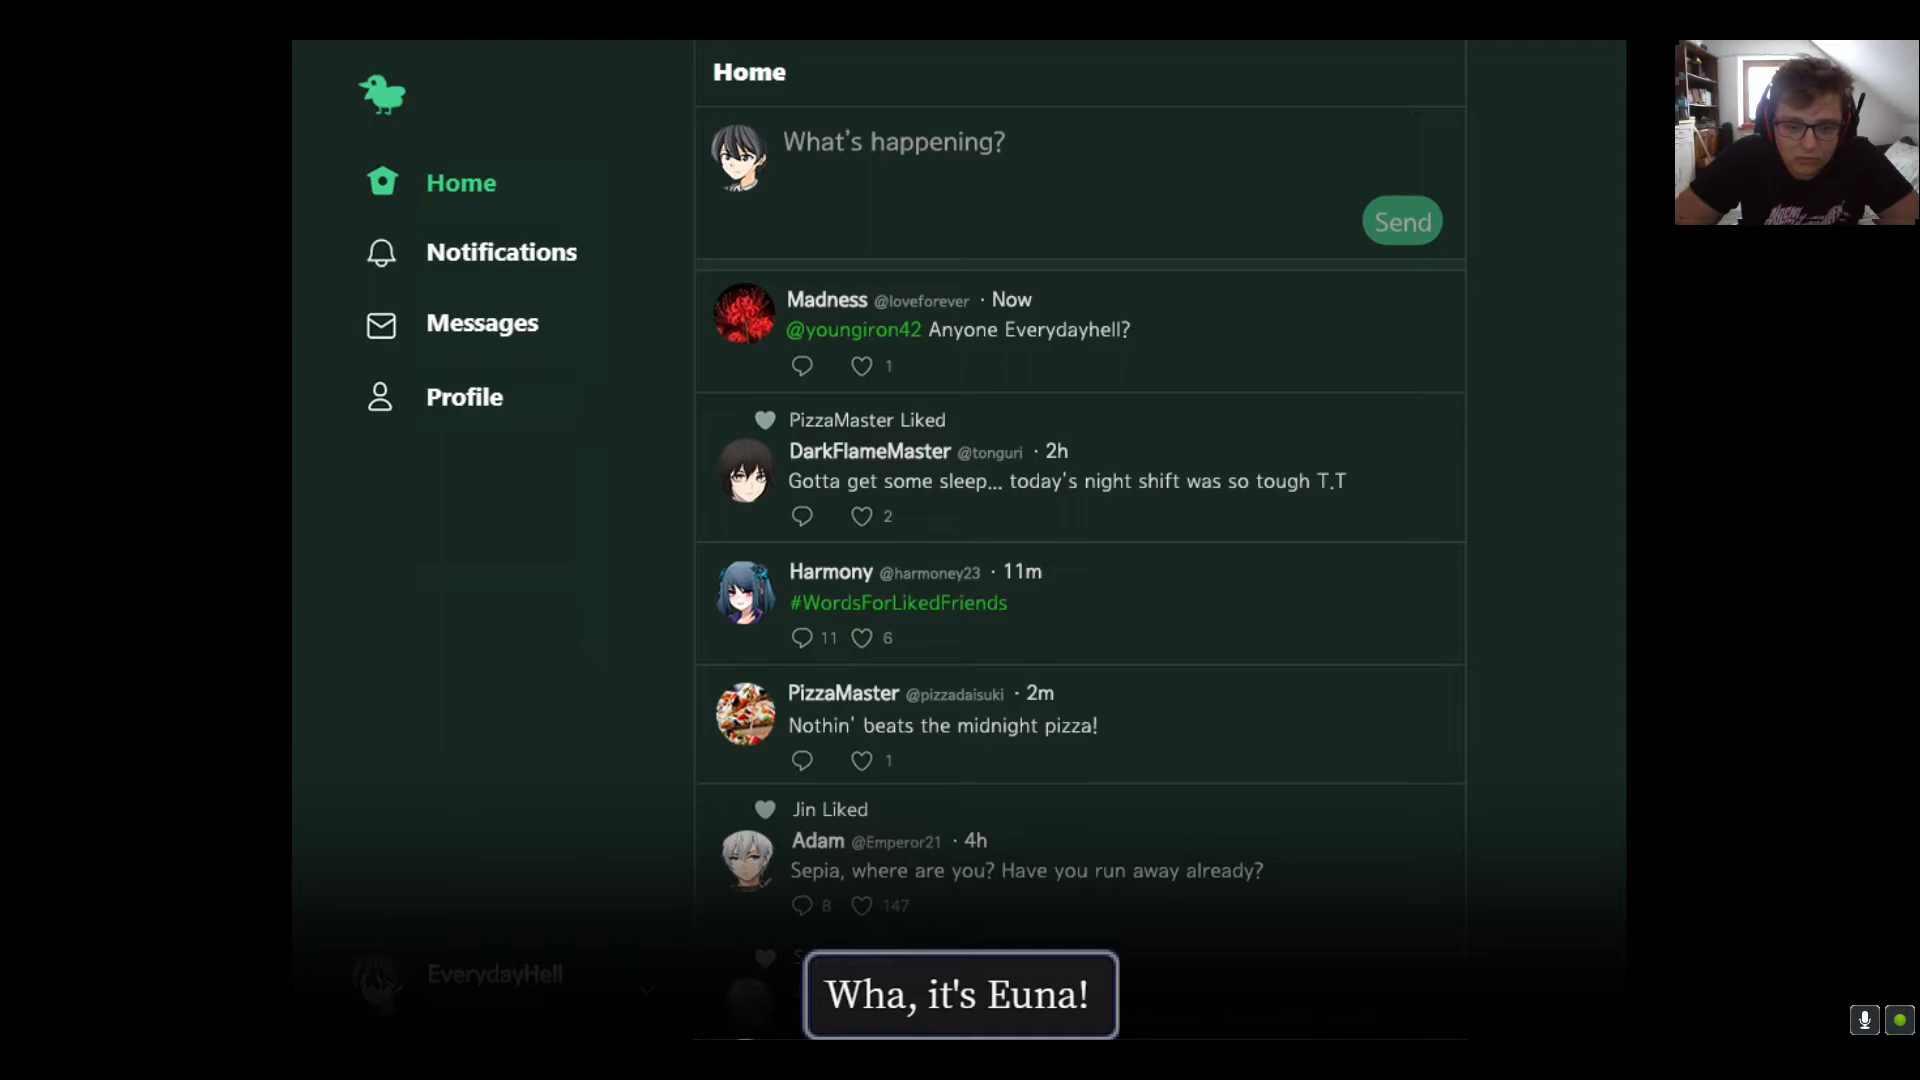 Home
Notifications
Messages
Profile
EverydayHell
Home
What's happening?
Send
Madness @loveforever · Now
@youngiron42 Anyone Everydayhell?
1
PizzaMaster Liked
DarkFlameMaster @tonguri · 2h
Gotta get some sleep... today's night shift was so tough T.T
2
Harmony @harmoney23 · 11m
#WordsForLikedFriends
11 6
PizzaMaster @pizzadaisuki · 2m
Nothin' beats the midnight pizza!
1
Jin Liked
Adam @Emperor21 · 4h
Sepia, where are you? Have you run away already?
8 147
Wha, it's Euna!